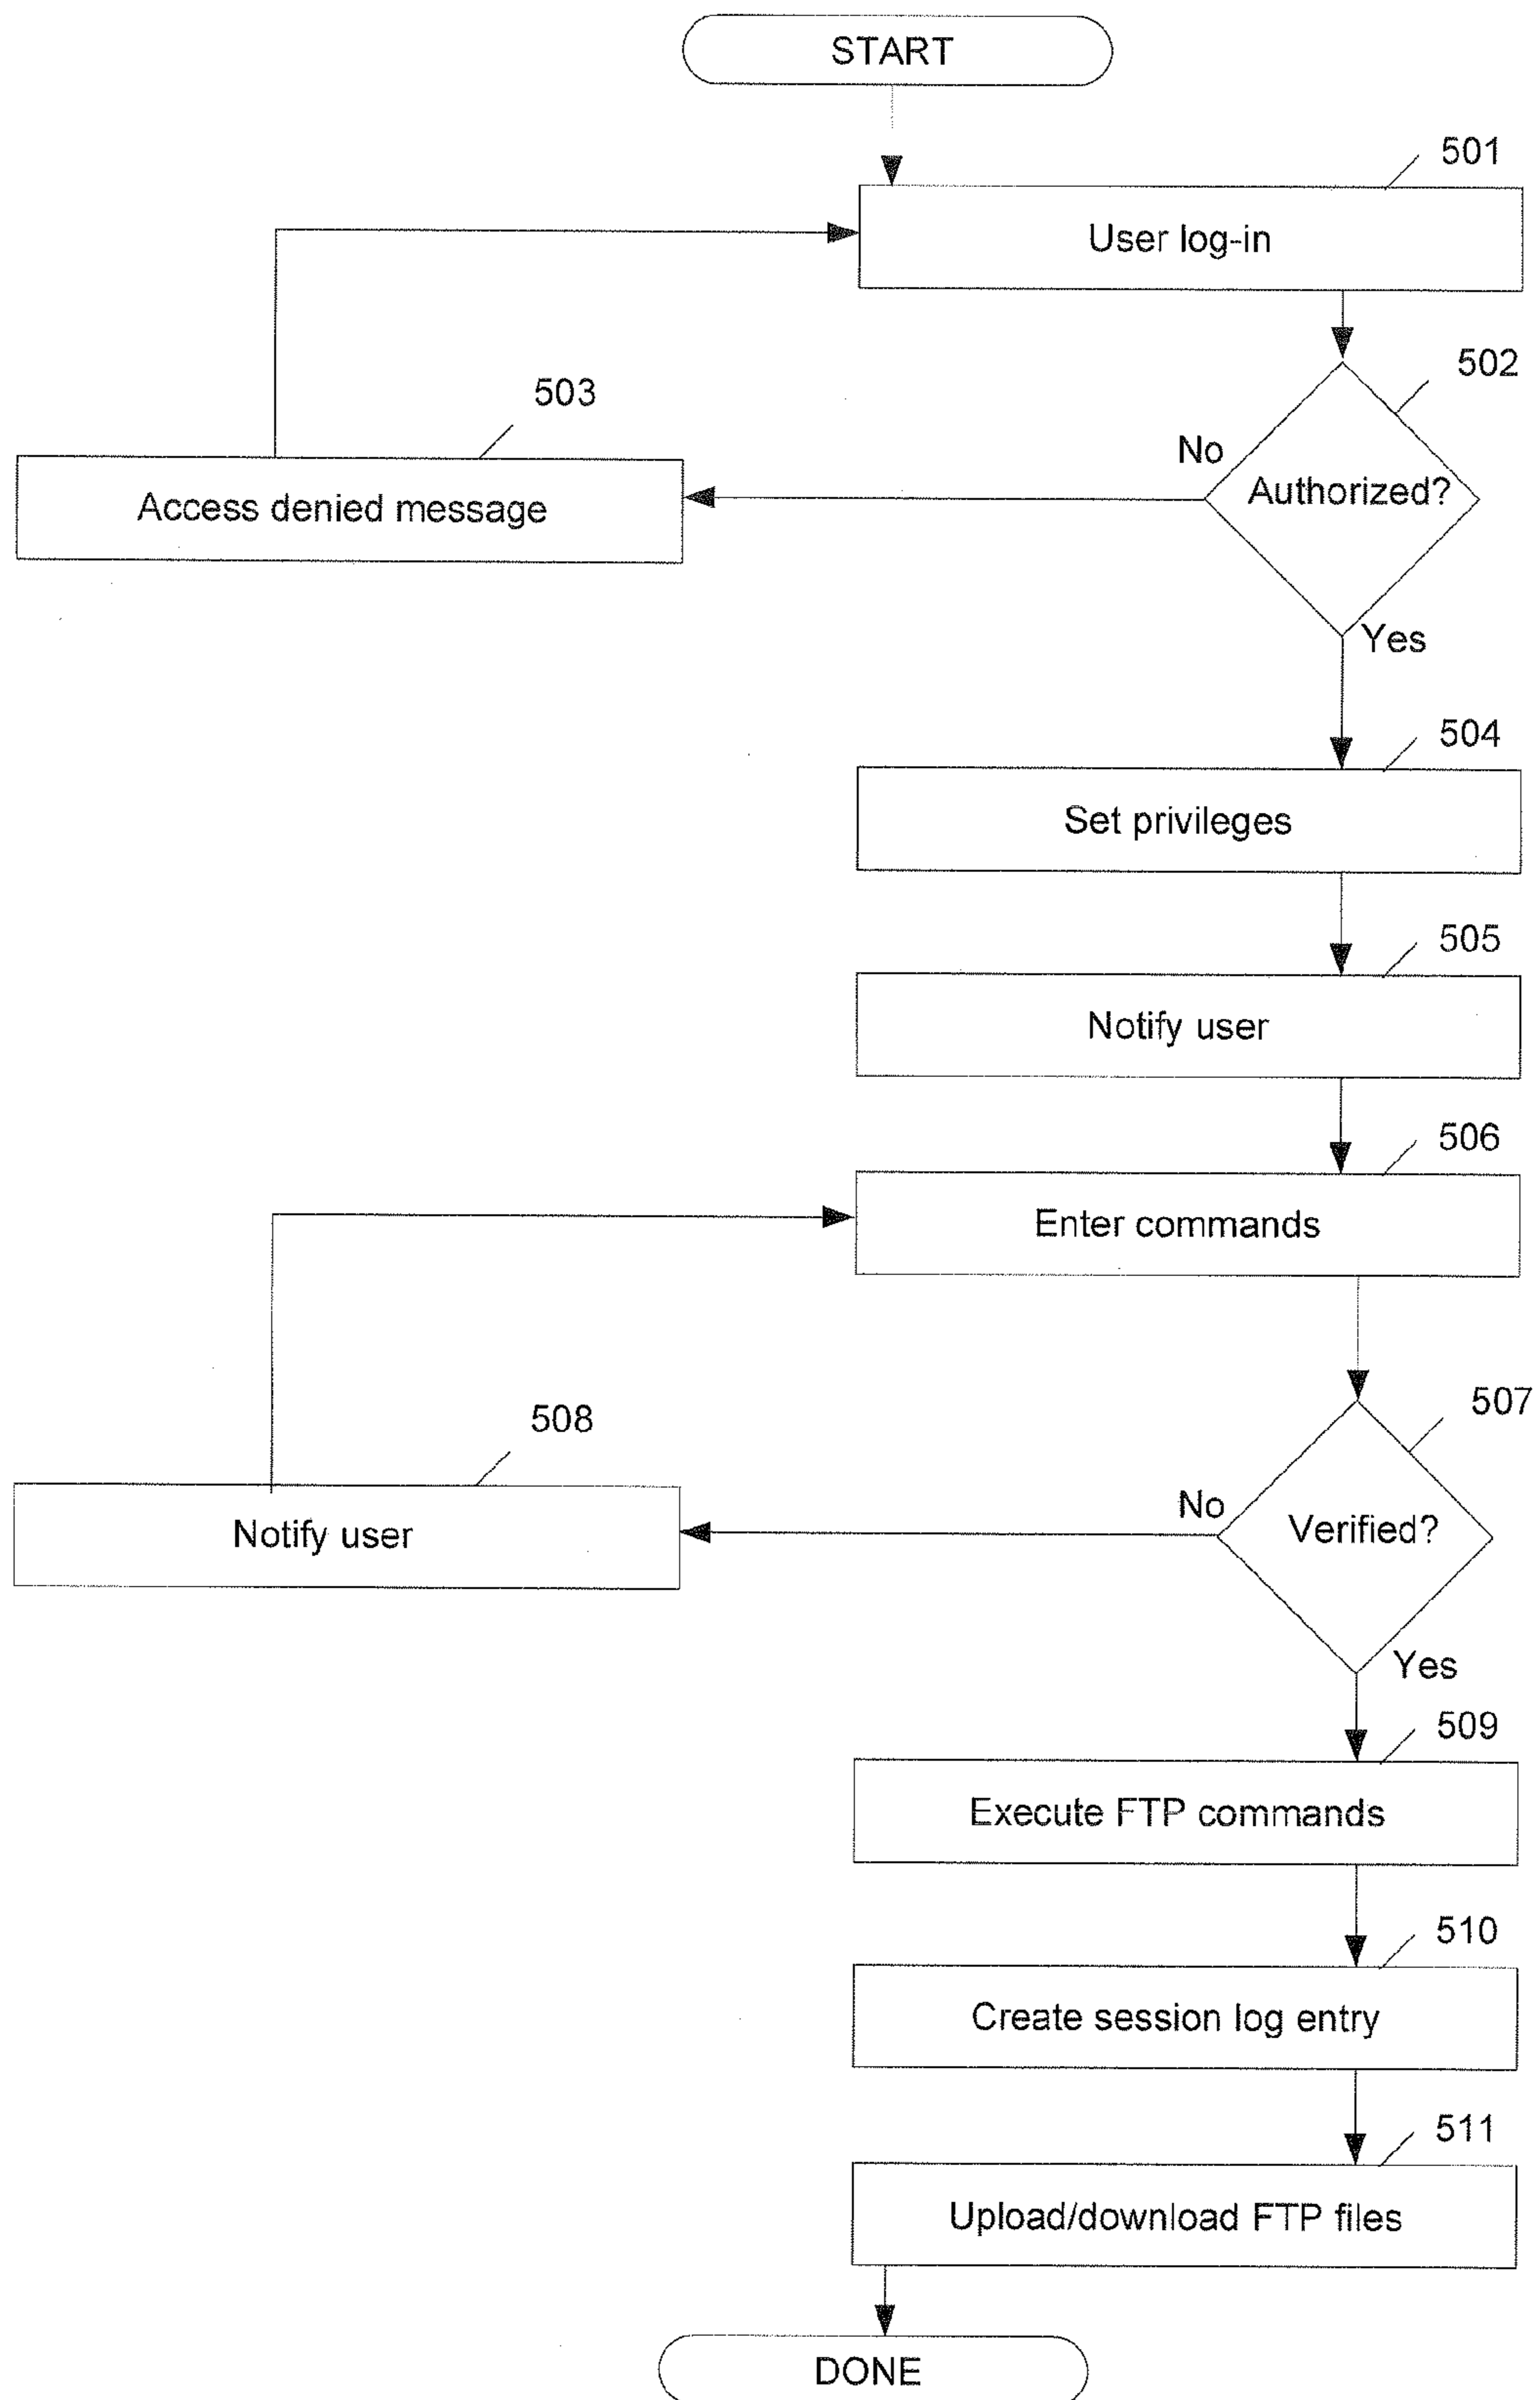 START
501
User log-in
502
No
Authorized?
503
Access denied message
Yes
504
Set privileges
505
Notify user
506
Enter commands
507
No
Verified?
508
Notify user
Yes
509
Execute FTP commands
510
Create session log entry
511
Upload/download FTP files
DONE